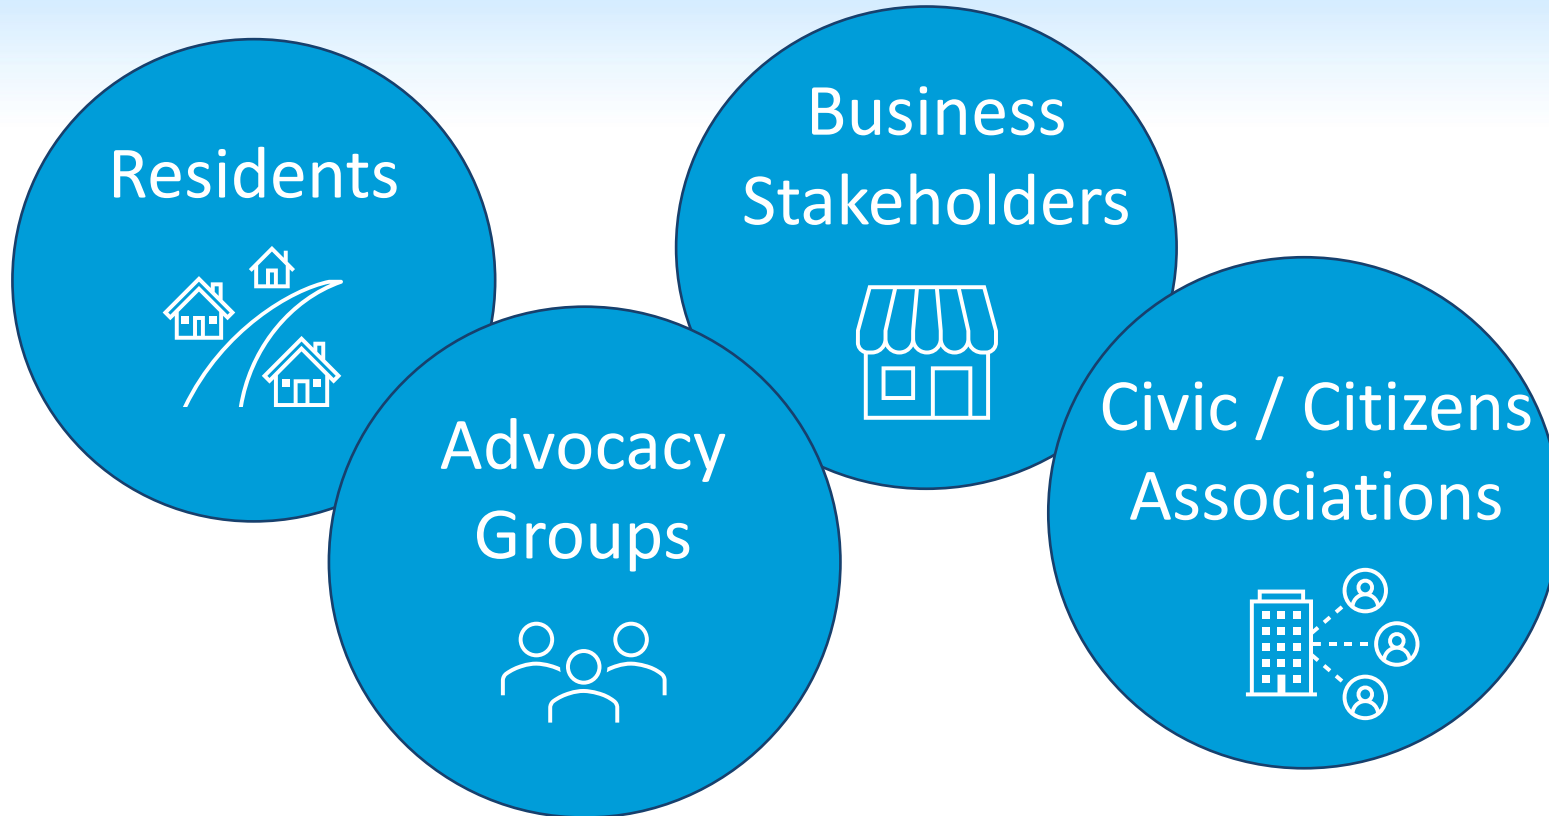 Residents
Advocacy
Groups
Business
Stakeholders
Civic / Citizens
Associations